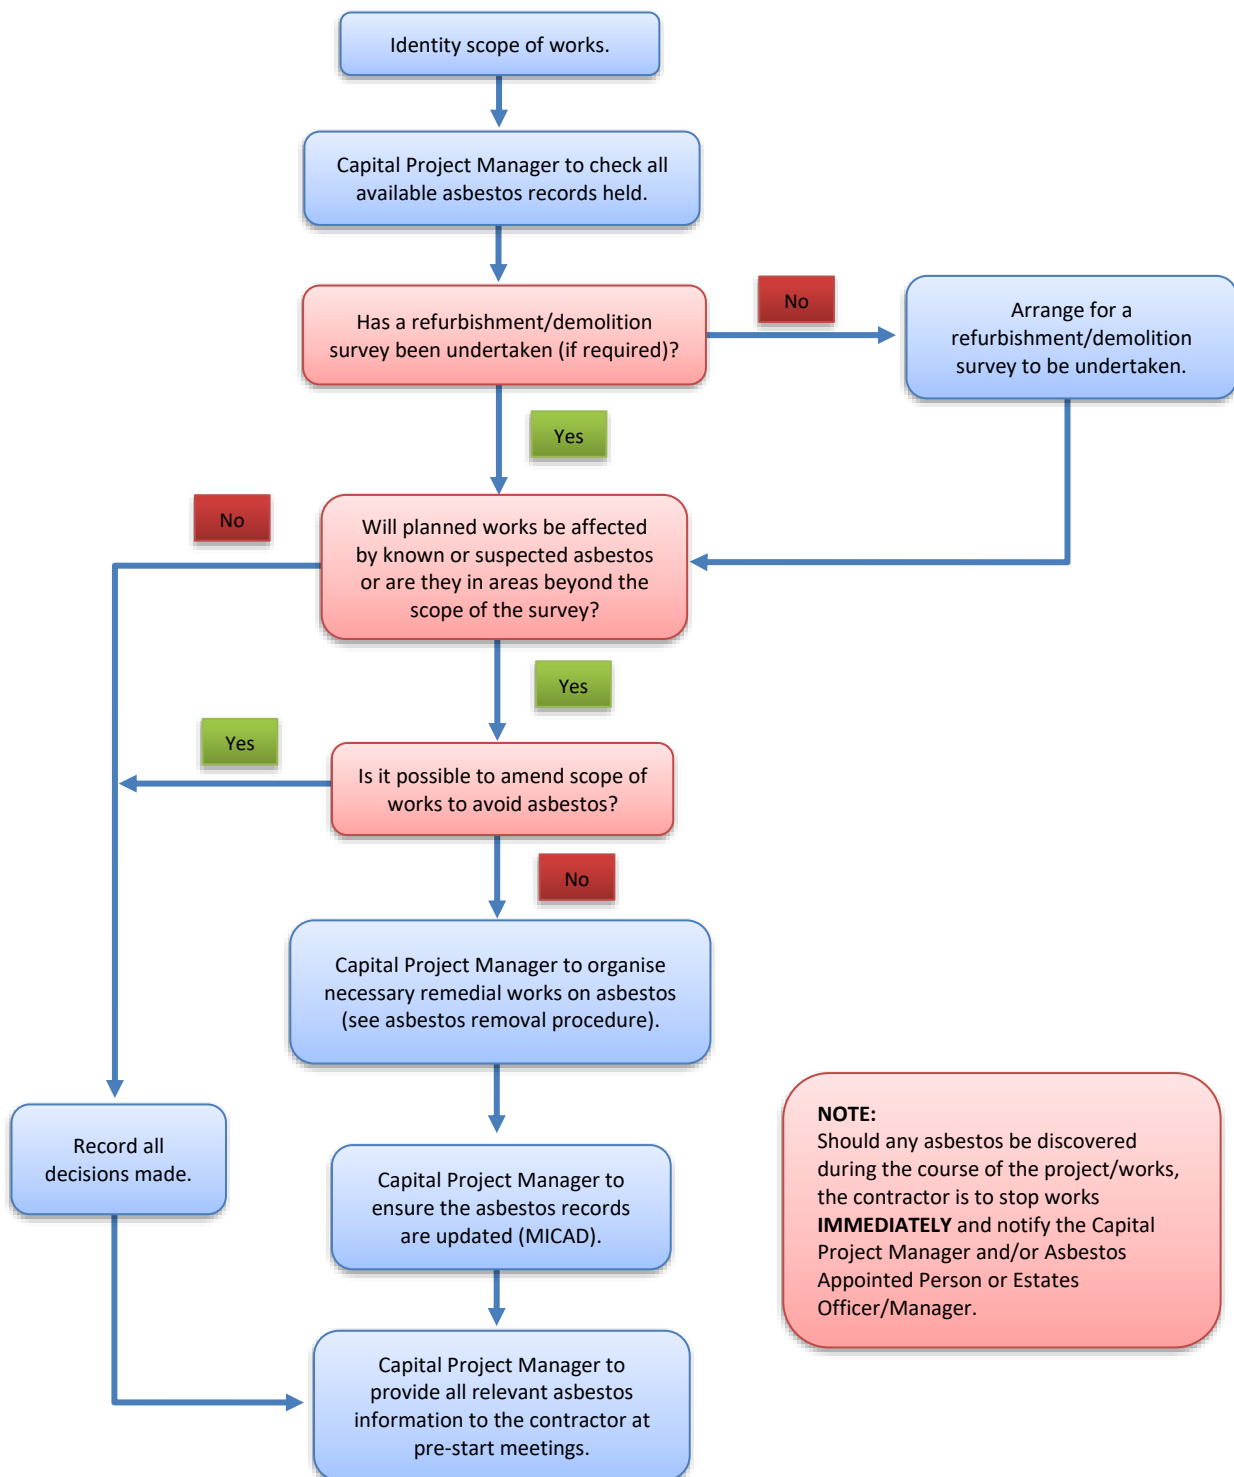 Identity scope of works.
Capital Project Manager to check all
available asbestos records held.
Has a refurbishment/demolition
survey been undertaken (if required)?
No
Arrange for a
refurbishment/demolition
survey to be undertaken.
Yes
Will planned works be affected
by known or suspected asbestos
or are they in areas beyond the
scope of the survey?
No
Yes
Is it possible to amend scope of
works to avoid asbestos?
Yes
No
Capital Project Manager to organise
necessary remedial works on asbestos
(see asbestos removal procedure).
Record all
decisions made.
Capital Project Manager to
ensure the asbestos records
are updated (MICAD).
Capital Project Manager to
provide all relevant asbestos
information to the contractor at
pre-start meetings.
NOTE:
Should any asbestos be discovered
during the course of the project/works,
the contractor is to stop works
IMMEDIATELY and notify the Capital
Project Manager and/or Asbestos
Appointed Person or Estates
Officer/Manager.